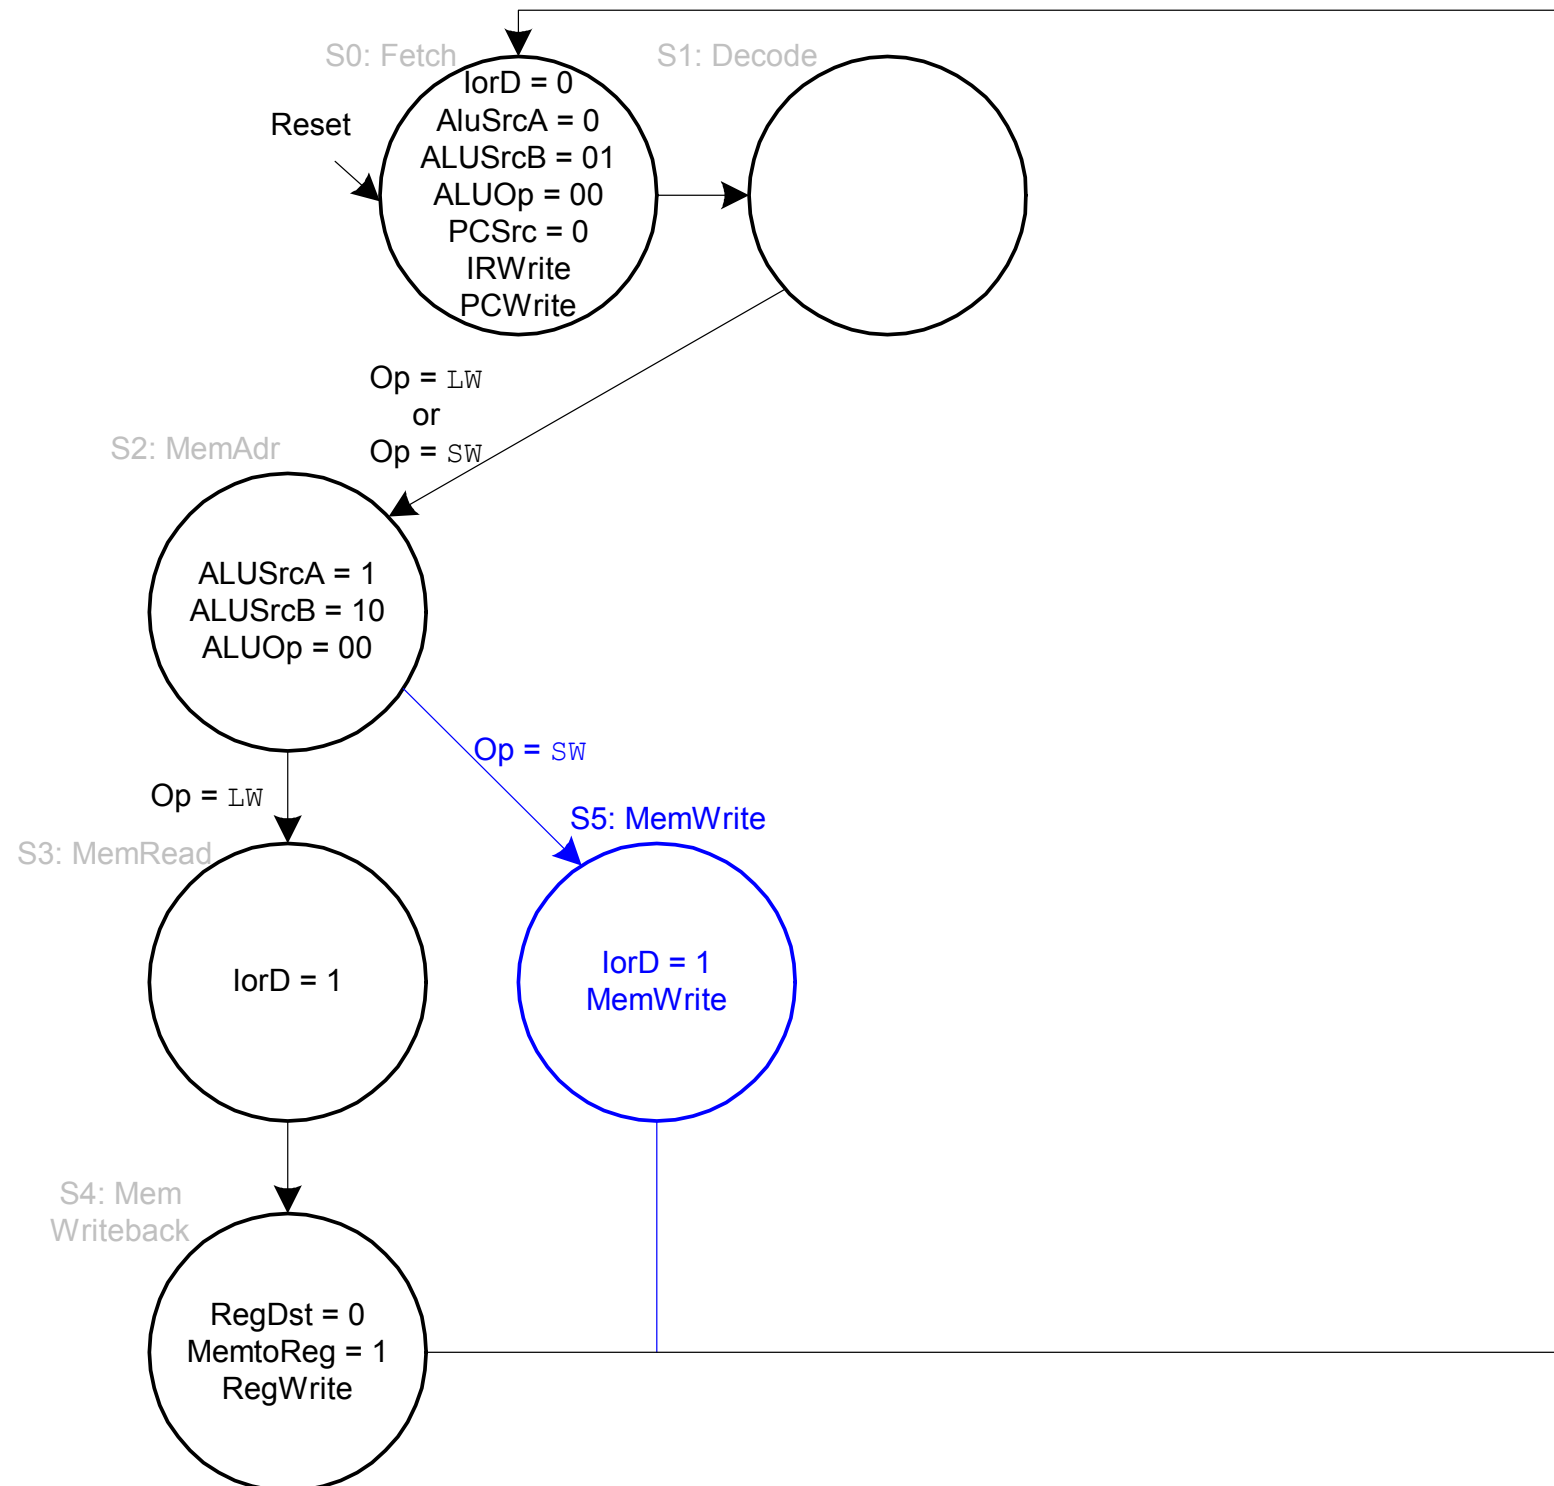 S0: Fetch
S1: Decode
Reset
IorD = 0
AluSrcA = 0
ALUSrcB = 01
ALUOp = 00
PCSrc = 0
IRWrite
PCWrite
Op = LW
or
Op = SW
S2: MemAdr
ALUSrcA = 1
ALUSrcB = 10
ALUOp = 00
Op = SW
Op = LW
S5: MemWrite
S3: MemRead
IorD = 1
IorD = 1
MemWrite
S4: Mem
Writeback
RegDst = 0
MemtoReg = 1
RegWrite